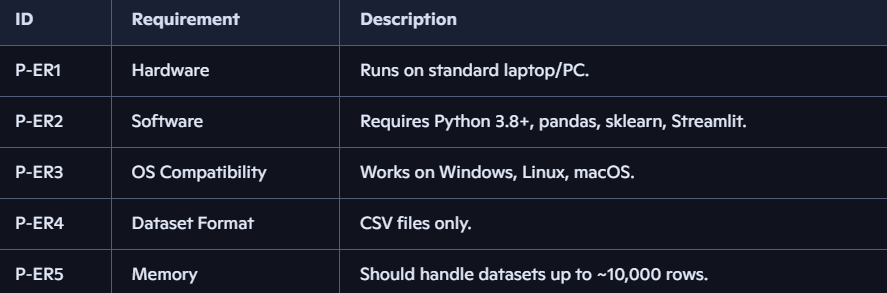 ID Requirement Description
P-ER1 Hardware Runs on standard laptop/PC.
P-ER2 Software Requires Python 3.8+, pandas, sklearn, Streamlit.
P-ER3 OS Compatibility Works on Windows, Linux, macOS.
P-ER4 Dataset Format CSV files only.
P-ER5 Memory Should handle datasets up to ~10,000 rows.